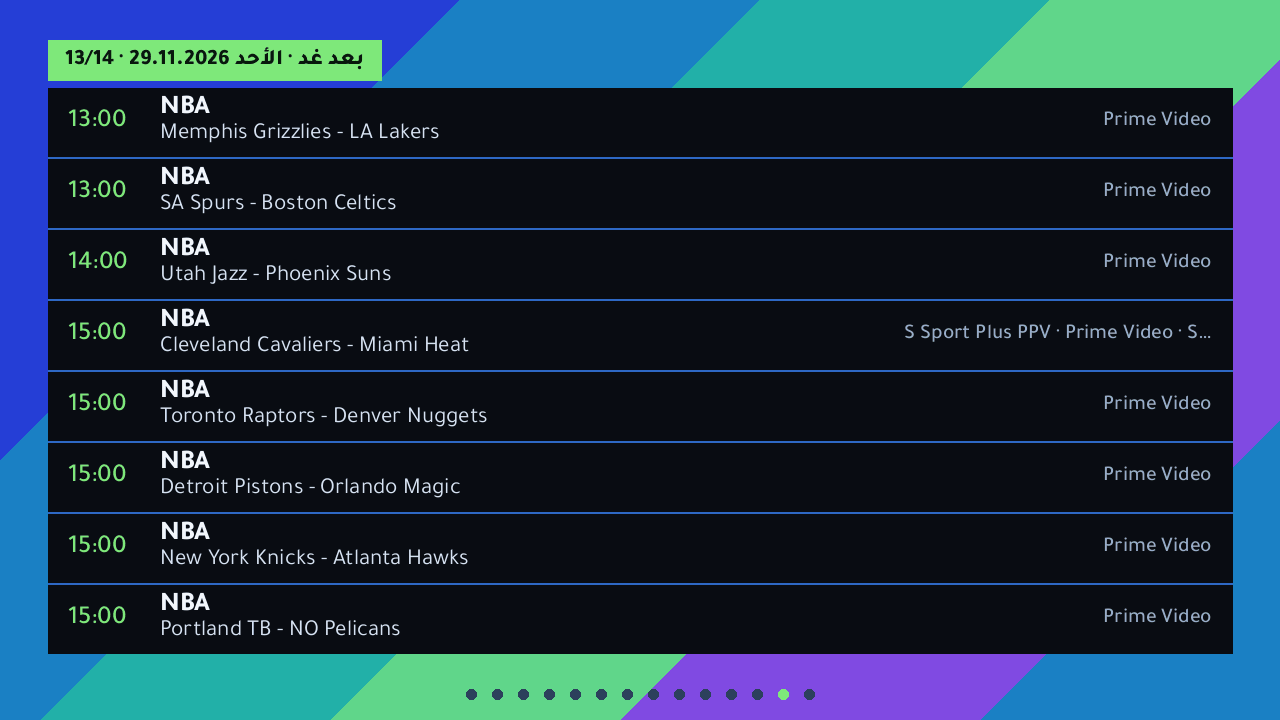 بعد غد · الأحد 29.11.2026 · 13/14
13:00
NBA
Memphis Grizzlies - LA Lakers
Prime Video
13:00
NBA
SA Spurs - Boston Celtics
Prime Video
14:00
NBA
Utah Jazz - Phoenix Suns
Prime Video
15:00
NBA
Cleveland Cavaliers - Miami Heat
S Sport Plus PPV · Prime Video · S...
15:00
NBA
Toronto Raptors - Denver Nuggets
Prime Video
15:00
NBA
Detroit Pistons - Orlando Magic
Prime Video
15:00
NBA
New York Knicks - Atlanta Hawks
Prime Video
15:00
NBA
Portland TB - NO Pelicans
Prime Video